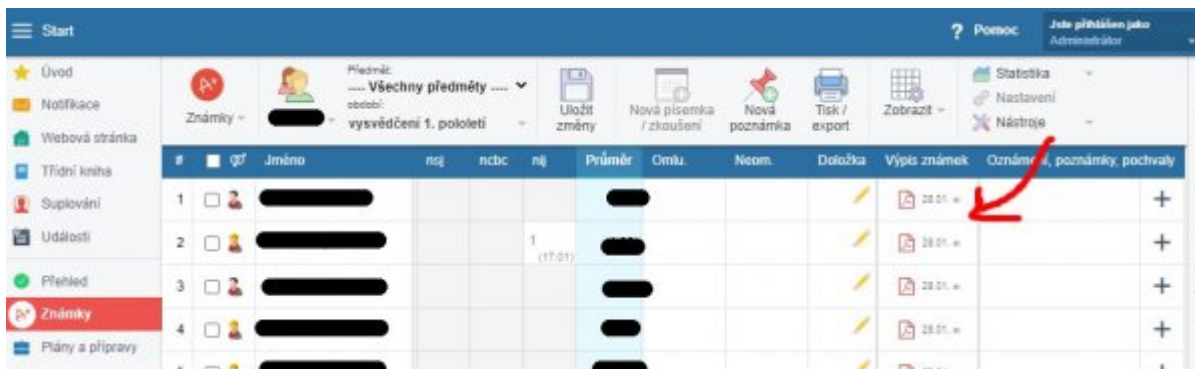 Start
? Pomoc
Jste přihlášen jako
Administrátor
Úvod
Notifikace
Webová stránka
Třídní kniha
Suplování
Události
Přehled
Známky
Plány a přípravy
A+
Známky
Předmět:
---- Všechny předměty ----
období:
vysvědčení 1. pololetí
Uložit
změny
Nová písemka
/ zkoušení
Nová
poznámka
Tisk /
export
Zobrazit
Statistika
Nastavení
Nástroje
# Jméno nsj ncbc nij Průměr Omlu. Neom. Doložka Výpis známek Oznámení, poznámky, pochvaly
1 28.01. +
2 1 28.01. +
(17.01)
3 28.01. +
4 28.01. +